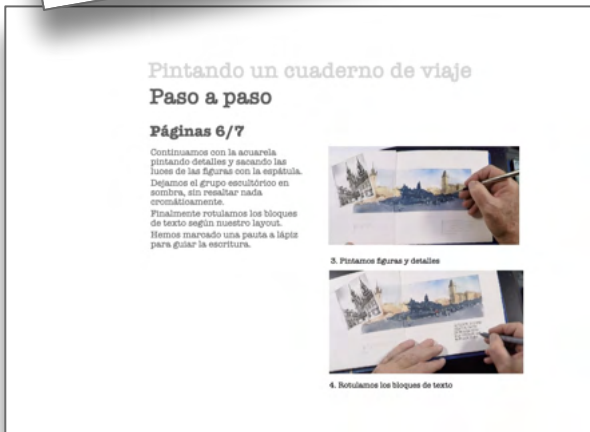 Pintando un cuaderno de viaje
Paso a paso
Páginas 6/7
Continuamos con la acuarela
pintando detalles y sacando las
luces de las figuras con la espátula.
Dejamos el grupo escultórico en
sombra, sin resaltar nada
cromáticamente.
Finalmente rotulamos los bloques
de texto según nuestro layout.
Hemos marcado una pauta a lápiz
para guiar la escritura.
3. Pintamos figuras y detalles
4. Rotulamos los bloques de texto